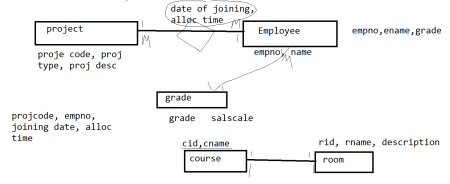 date of joining,
alloc time
project
M
M
Employee
empno,ename,grade
proje code, proj
type, proj desc
empno, name
M
grade
grade salscale
projcode, empno,
joining date, alloc
time
cid,cname
rid, rname, description
course
room